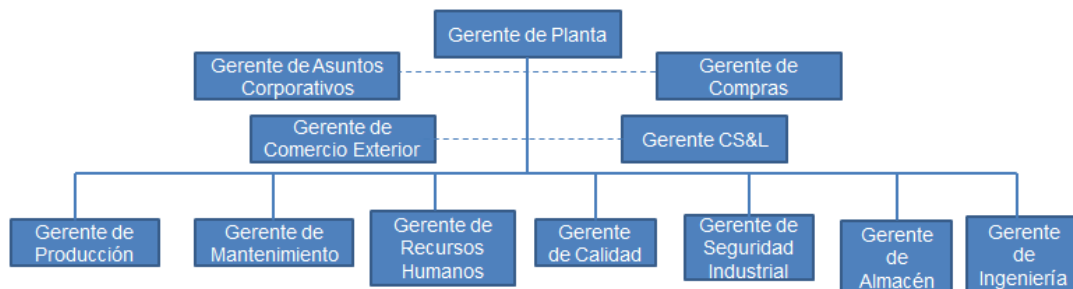 Gerente de Planta
Gerente de Asuntos
Corporativos
Gerente de
Compras
Gerente de
Comercio Exterior
Gerente CS&L
Gerente de
Producción
Gerente de
Mantenimiento
Gerente de
Recursos
Humanos
Gerente
de Calidad
Gerente de
Seguridad
Industrial
Gerente
de
Almacén
Gerente
de
Ingeniería